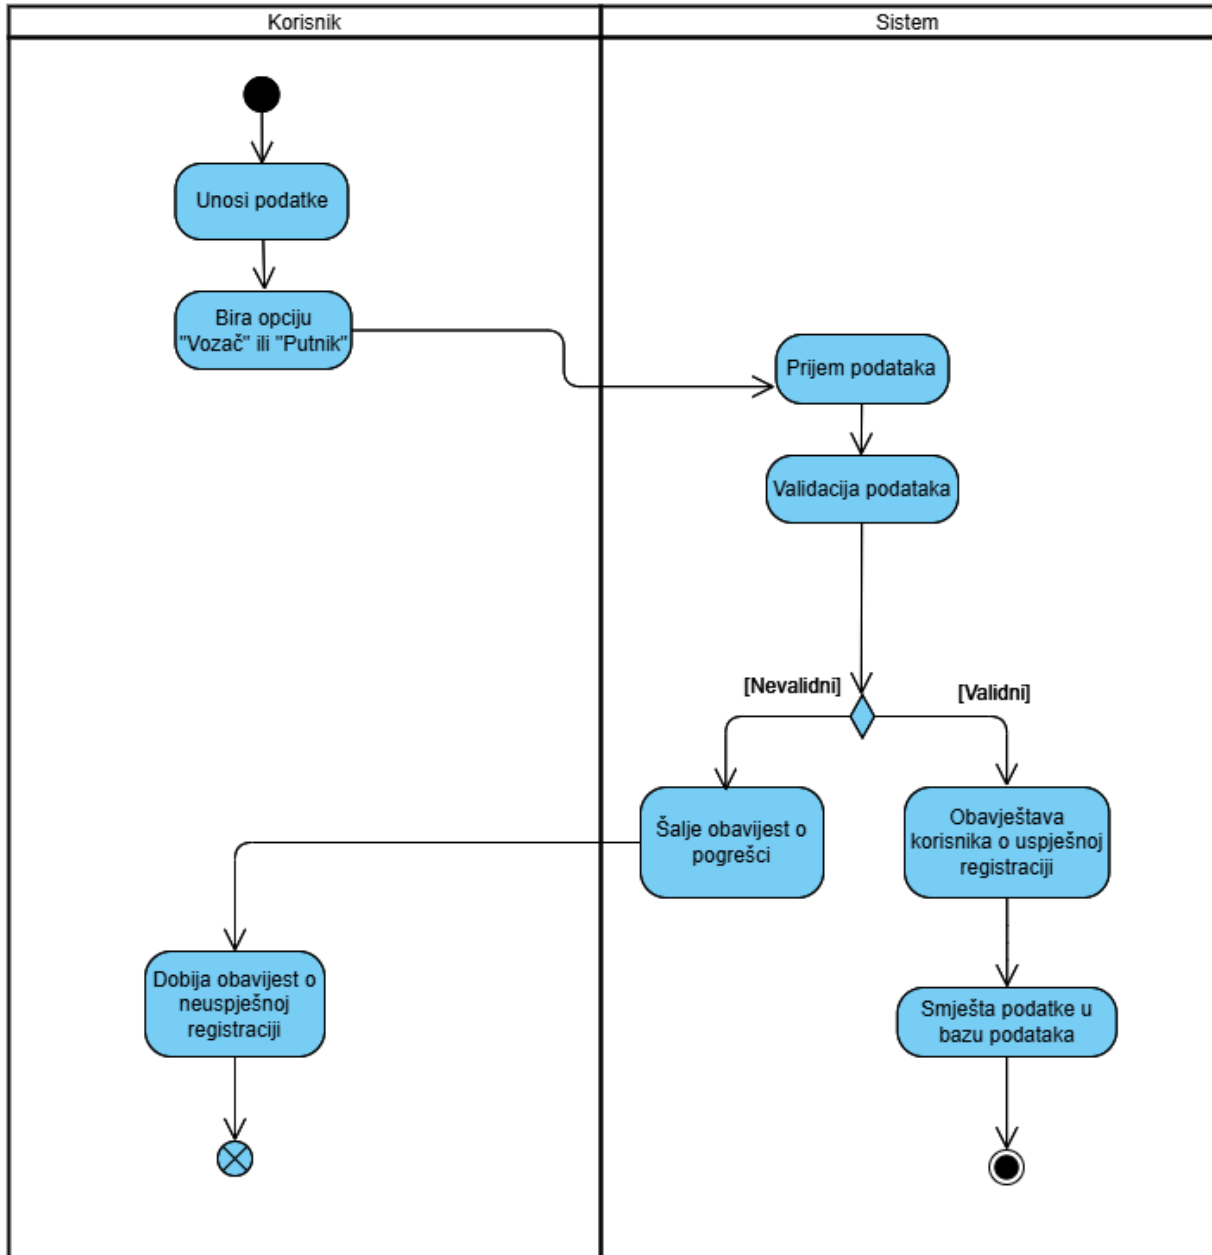 Korisnik
Sistem
Unosi podatke
Bira opciju
"Vozač" ili "Putnik"
Prijem podataka
Validacija podataka
[Nevalidni]
[Validni]
Šalje obavijest o
pogrešci
Obavještava
korisnika o uspješnoj
registraciji
Dobija obavijest o
neuspješnoj
registraciji
Smješta podatke u
bazu podataka